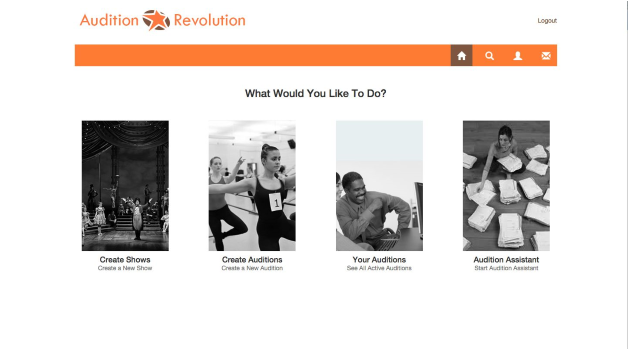 Audition Revolution
Logout
What Would You Like To Do?
1
Create Shows
Create a New Show
Create Auditions
Create a New Audition
Your Auditions
See All Active Auditions
Audition Assistant
Start Audition Assistant